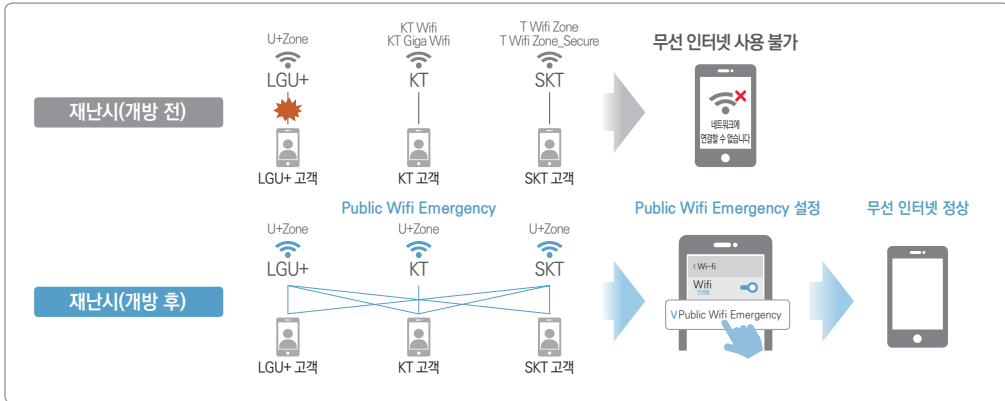 U+Zone
LGU+
KT Wifi
KT Giga Wifi
KT
T Wifi Zone
T Wifi Zone_Secure
SKT
무선 인터넷 사용 불가
재난시(개방 전)
네트워크에
연결할 수 없습니다
LGU+ 고객
KT 고객
SKT 고객
Public Wifi Emergency
Public Wifi Emergency 설정
무선 인터넷 정상
U+Zone
LGU+
U+Zone
KT
U+Zone
SKT
재난시(개방 후)
<Wi-fi
Wifi
연결됨
V Public Wifi Emergency
LGU+ 고객
KT 고객
SKT 고객